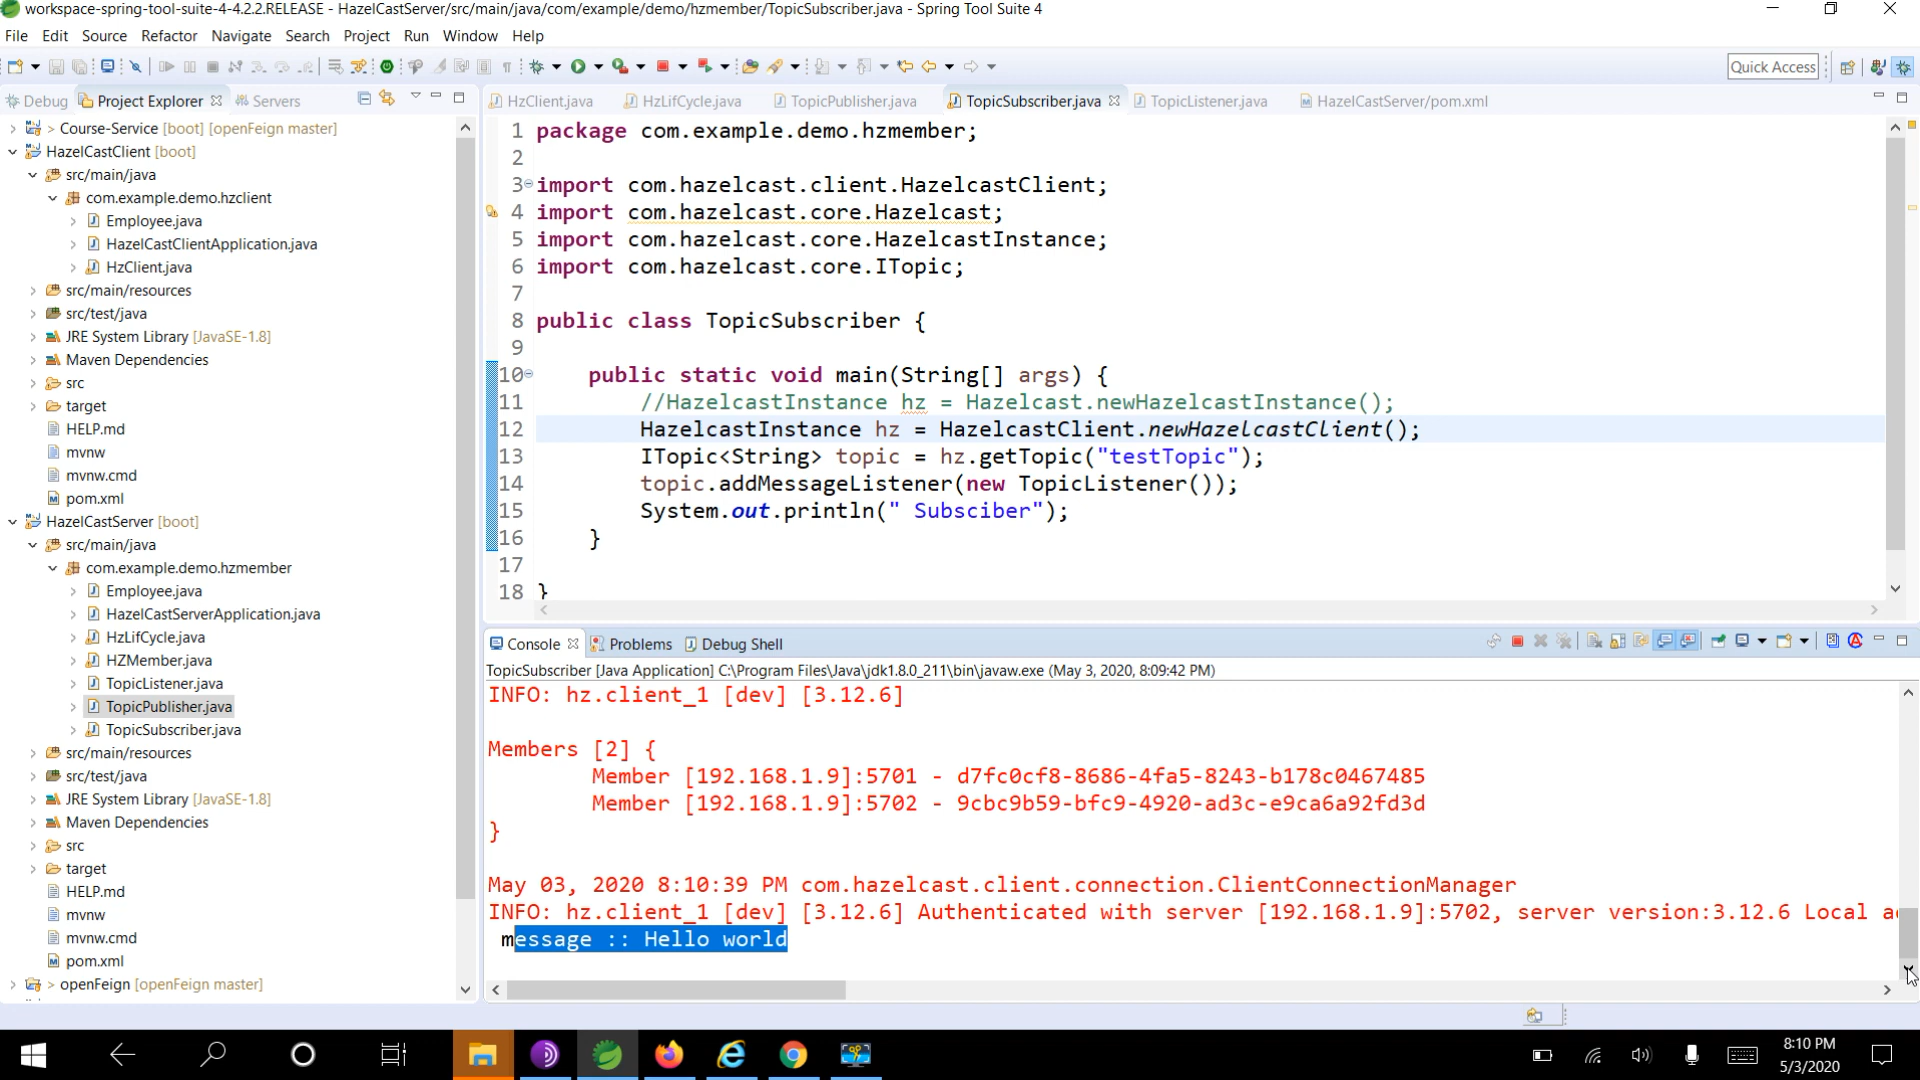 workspace-spring-tool-suite-4-4.2.2.RELEASE - HazelCastServer/src/main/java/com/example/demo/hzmember/TopicSubscriber.java - Spring Tool Suite 4
File Edit Source Refactor Navigate Search Project Run Window Help
Quick Access
Debug Project Explorer Servers
> Course-Service [boot] [openFeign master]
HazelCastClient [boot]
src/main/java
com.example.demo.hzclient
Employee.java
HazelCastClientApplication.java
HzClient.java
src/main/resources
src/test/java
JRE System Library [JavaSE-1.8]
Maven Dependencies
src
target
HELP.md
mvnw
mvnw.cmd
pom.xml
HazelCastServer [boot]
src/main/java
com.example.demo.hzmember
Employee.java
HazelCastServerApplication.java
HzLifCycle.java
HZMember.java
TopicListener.java
TopicPublisher.java
TopicSubscriber.java
src/main/resources
src/test/java
JRE System Library [JavaSE-1.8]
Maven Dependencies
src
target
HELP.md
mvnw
mvnw.cmd
pom.xml
> openFeign [openFeign master]
HzClient.java HzLifCycle.java TopicPublisher.java TopicSubscriber.java TopicListener.java HazelCastServer/pom.xml
1 package com.example.demo.hzmember;
2
3 import com.hazelcast.client.HazelcastClient;
4 import com.hazelcast.core.Hazelcast;
5 import com.hazelcast.core.HazelcastInstance;
6 import com.hazelcast.core.ITopic;
7
8 public class TopicSubscriber {
9
10 public static void main(String[] args) {
11 //HazelcastInstance hz = Hazelcast.newHazelcastInstance();
12 HazelcastInstance hz = HazelcastClient.newHazelcastClient();
13 ITopic<String> topic = hz.getTopic("testTopic");
14 topic.addMessageListener(new TopicListener());
15 System.out.println(" Subsciber");
16 }
17
18 }
Console Problems Debug Shell
TopicSubscriber [Java Application] C:\Program Files\Java\jdk1.8.0_211\bin\javaw.exe (May 3, 2020, 8:09:42 PM)
INFO: hz.client_1 [dev] [3.12.6]
Members [2] {
Member [192.168.1.9]:5701 - d7fc0cf8-8686-4fa5-8243-b178c0467485
Member [192.168.1.9]:5702 - 9cbc9b59-bfc9-4920-ad3c-e9ca6a92fd3d
}
May 03, 2020 8:10:39 PM com.hazelcast.client.connection.ClientConnectionManager
INFO: hz.client_1 [dev] [3.12.6] Authenticated with server [192.168.1.9]:5702, server version:3.12.6 Local
message :: Hello world
8:10 PM
5/3/2020